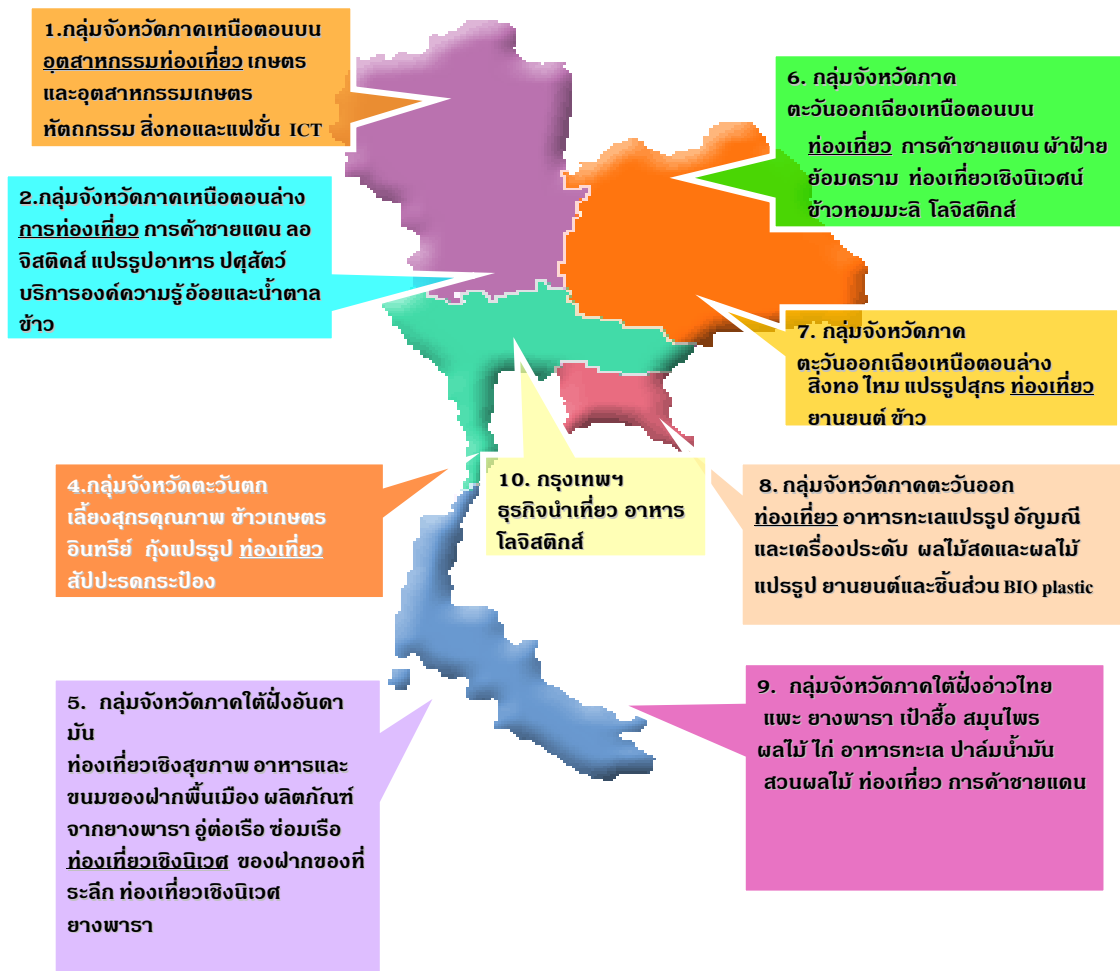 1.กลุ่มจังหวัดภาคเหนือตอนบน
อุตสาหกรรมท่องเที่ยว เกษตร
และอุตสาหกรรมเกษตร
หัตถกรรม สิ่งทอและแฟชั่น ICT
2.กลุ่มจังหวัดภาคเหนือตอนล่าง
การท่องเที่ยว การค้าชายแดน ลอ
จิสติคส์ แปรรูปอาหาร ปศุสัตว์
บริการองค์ความรู้ อ้อยและน้ำตาล
ข้าว
4.กลุ่มจังหวัดตะวันตก
เลี้ยงสุกรคุณภาพ ข้าวเกษตร
อินทรีย์ กุ้งแปรรูป ท่องเที่ยว
สัปปะรดกระป๋อง
5. กลุ่มจังหวัดภาคใต้ฝั่งอันดา
มัน
ท่องเที่ยวเชิงสุขภาพ อาหารและ
ขนมของฝากพื้นเมือง ผลิตภัณฑ์
จากยางพารา อู่ต่อเรือ ซ่อมเรือ
ท่องเที่ยวเชิงนิเวศ ของฝากของที่
ระลึก ท่องเที่ยวเชิงนิเวศ
ยางพารา
6. กลุ่มจังหวัดภาค
ตะวันออกเฉียงเหนือตอนบน
ท่องเที่ยว การค้าชายแดน ผ้าฝ้าย
ย้อมคราม ท่องเที่ยวเชิงนิเวศน์
ข้าวหอมมะลิ โลจิสติกส์
7. กลุ่มจังหวัดภาค
ตะวันออกเฉียงเหนือตอนล่าง
สิ่งทอ ไหม แปรรูปสุกร ท่องเที่ยว
ยานยนต์ ข้าว
8. กลุ่มจังหวัดภาคตะวันออก
ท่องเที่ยว อาหารทะเลแปรรูป อัญมณี
และเครื่องประดับ ผลไม้สดและผลไม้
แปรรูป ยานยนต์และชิ้นส่วน BIO plastic
9. กลุ่มจังหวัดภาคใต้ฝั่งอ่าวไทย
แพะ ยางพารา เป๋าฮื้อ สมุนไพร
ผลไม้ ไก่ อาหารทะเล ปาล์มน้ำมัน
สวนผลไม้ ท่องเที่ยว การค้าชายแดน
10. กรุงเทพฯ
ธุรกิจนำเที่ยว อาหาร
โลจิสติกส์